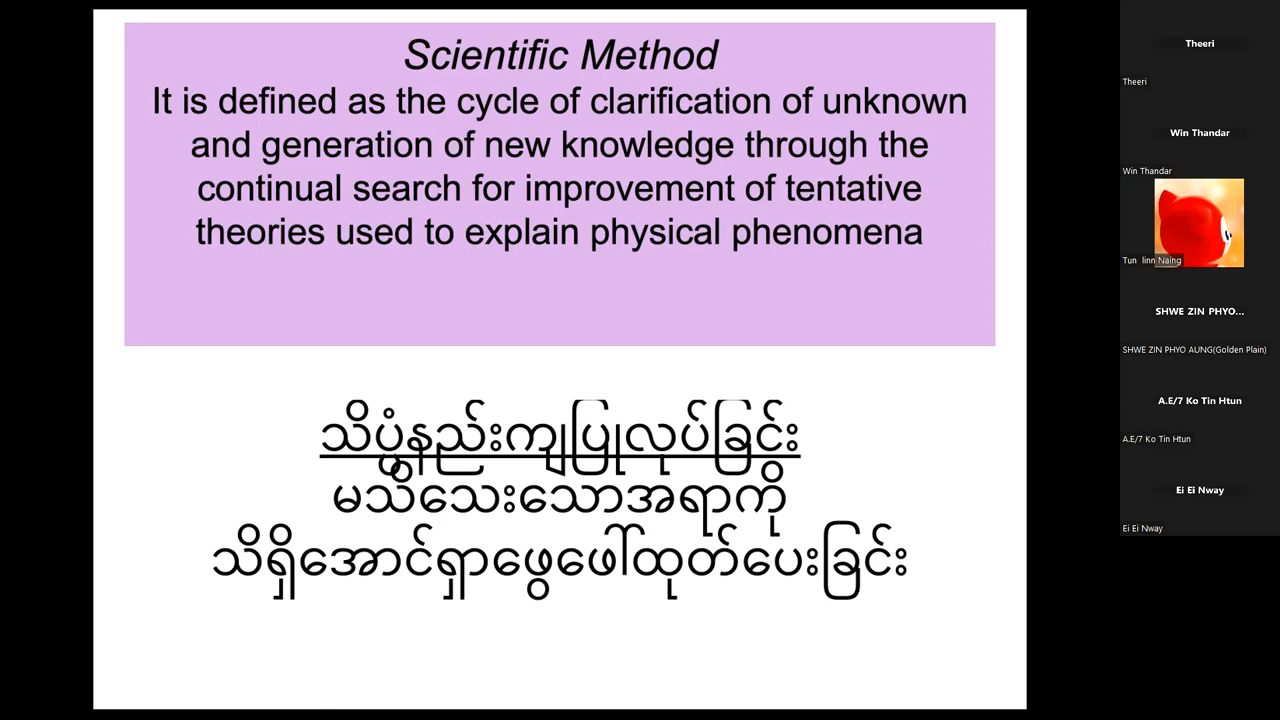 Scientific Method
It is defined as the cycle of clarification of unknown
and generation of new knowledge through the
continual search for improvement of tentative
theories used to explain physical phenomena
သိပ္ပံနည်းကျပြုလုပ်ခြင်း
မသိသေးသောအရာကို
သိရှိအောင်ရှာဖွေဖေါ်ထုတ်ပေးခြင်း
Theeri
Theeri
Win Thandar
Win Thandar
Tun linn Naing
SHWE ZIN PHYO...
SHWE ZIN PHYO AUNG(Golden Plain)
A.E/7 Ko Tin Htun
A.E/7 Ko Tin Htun
Ei Ei Nway
Ei Ei Nway